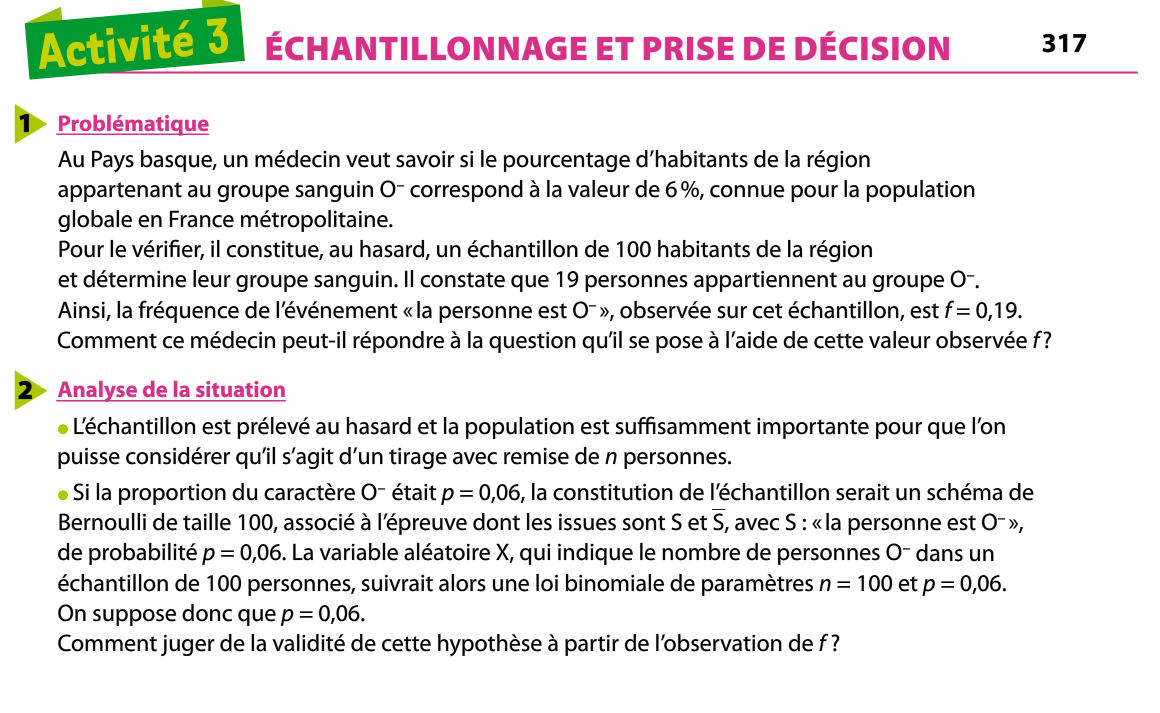 Activité 3
ÉCHANTILLONNAGE ET PRISE DE DÉCISION
317
1 Problématique
Au Pays basque, un médecin veut savoir si le pourcentage d’habitants de la région
appartenant au groupe sanguin O⁻ correspond à la valeur de 6 %, connue pour la population
globale en France métropolitaine.
Pour le vérifier, il constitue, au hasard, un échantillon de 100 habitants de la région
et détermine leur groupe sanguin. Il constate que 19 personnes appartiennent au groupe O⁻.
Ainsi, la fréquence de l’événement « la personne est O⁻ », observée sur cet échantillon, est f = 0,19.
Comment ce médecin peut-il répondre à la question qu’il se pose à l’aide de cette valeur observée f ?
2 Analyse de la situation
● L’échantillon est prélevé au hasard et la population est suffisamment importante pour que l’on
puisse considérer qu’il s’agit d’un tirage avec remise de n personnes.
● Si la proportion du caractère O⁻ était p = 0,06, la constitution de l’échantillon serait un schéma de
Bernoulli de taille 100, associé à l’épreuve dont les issues sont S et S̅, avec S : « la personne est O⁻ »,
de probabilité p = 0,06. La variable aléatoire X, qui indique le nombre de personnes O⁻ dans un
échantillon de 100 personnes, suivrait alors une loi binomiale de paramètres n = 100 et p = 0,06.
On suppose donc que p = 0,06.
Comment juger de la validité de cette hypothèse à partir de l’observation de f ?